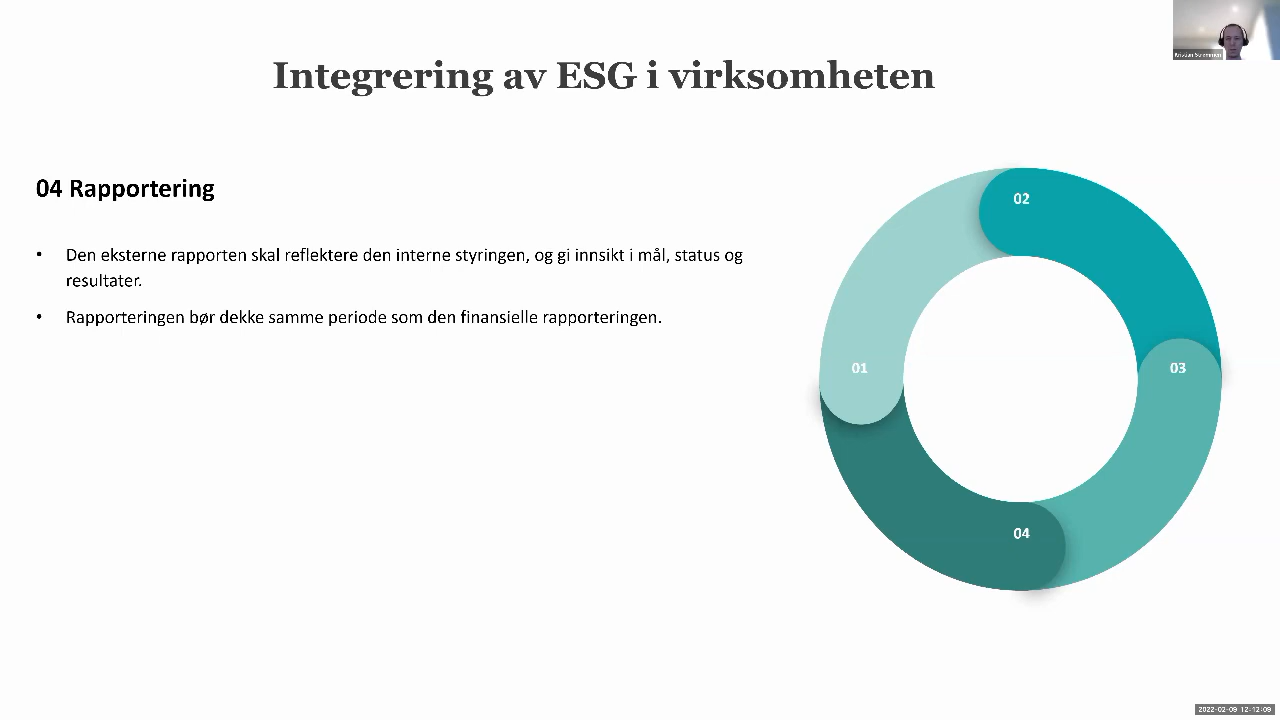 Integrering av ESG i virksomheten
04 Rapportering
• Den eksterne rapporten skal reflektere den interne styringen, og gi innsikt i mål, status og
resultater.
• Rapporteringen bør dekke samme periode som den finansielle rapporteringen.
02
01
03
04
Kristian
2022-02-09 12:12:09